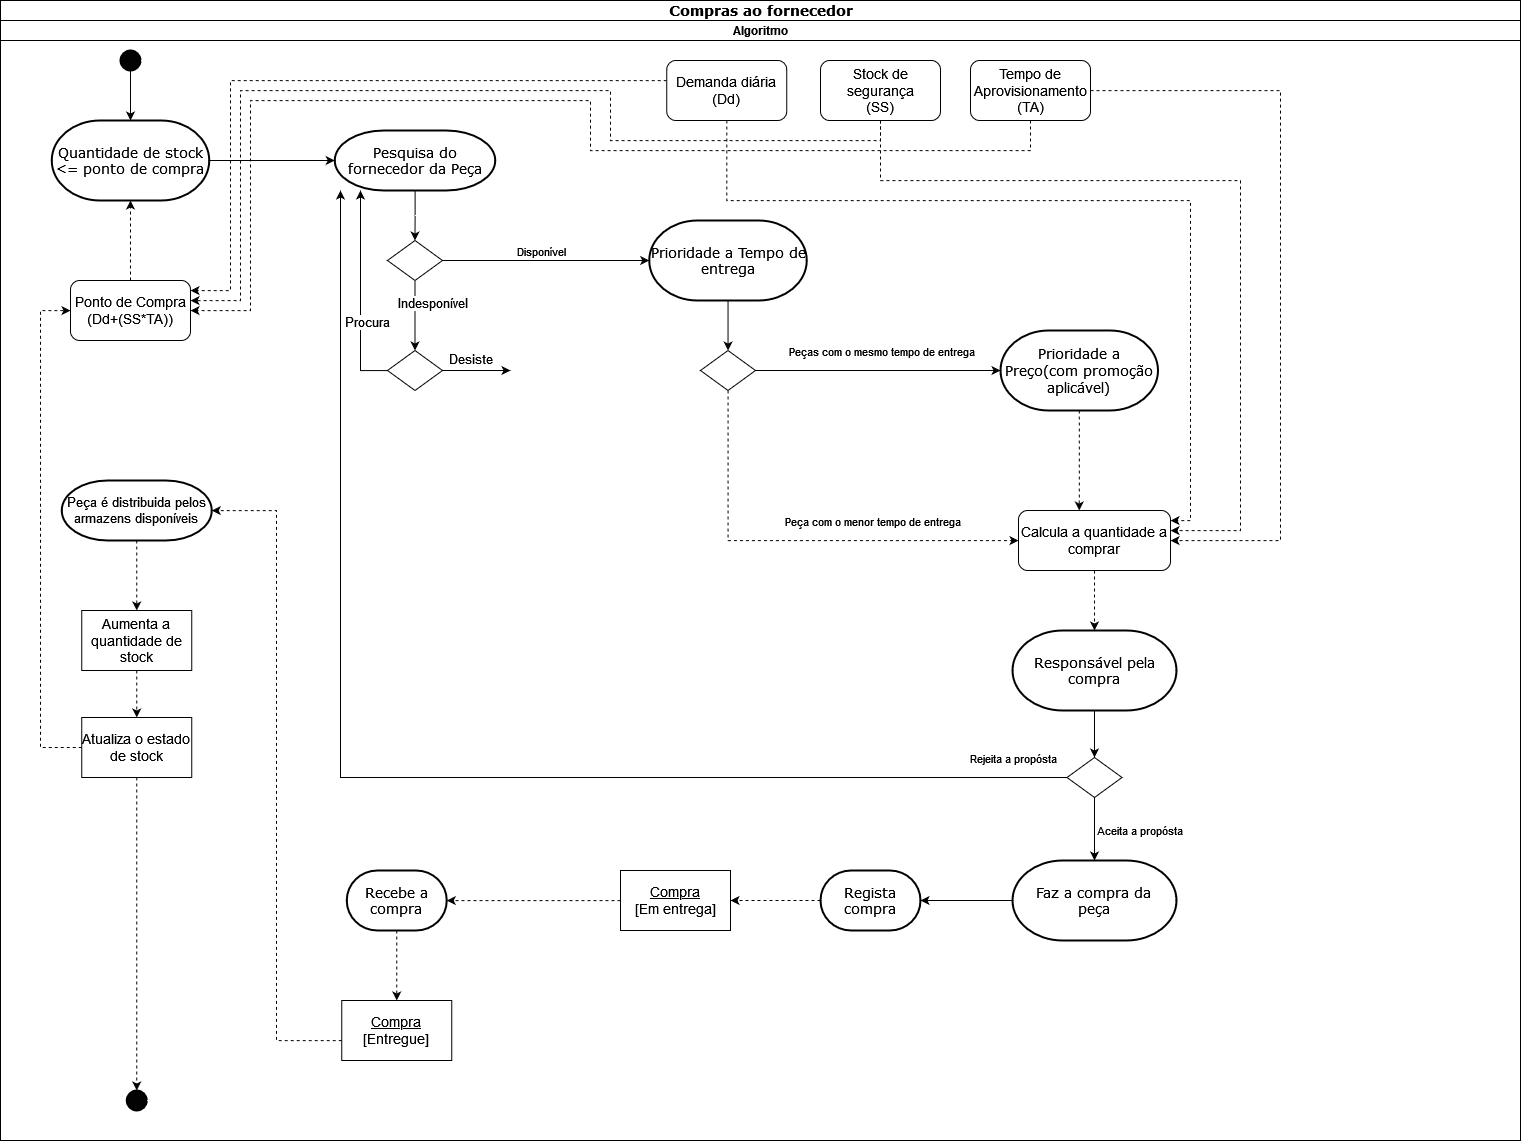 Compras ao fornecedor
Algoritmo
Demanda diária
(Dd)
Stock de
segurança
(SS)
Tempo de
Aprovisionamento
(TA)
Quantidade de stock
<= ponto de compra
Pesquisa do
fornecedor da Peça
Disponível
Prioridade a Tempo de
entrega
Ponto de Compra
(Dd+(SS*TA))
Indesponível
Procura
Desiste
Peças com o mesmo tempo de entrega
Prioridade a
Preço(com promoção
aplicável)
Peça é distribuida pelos
armazens disponíveis
Peça com o menor tempo de entrega
Calcula a quantidade a
comprar
Aumenta a
quantidade de
stock
Responsável pela
compra
Atualiza o estado
de stock
Rejeita a propósta
Aceita a propósta
Recebe a
compra
Compra
[Em entrega]
Regista
compra
Faz a compra da
peça
Compra
[Entregue]